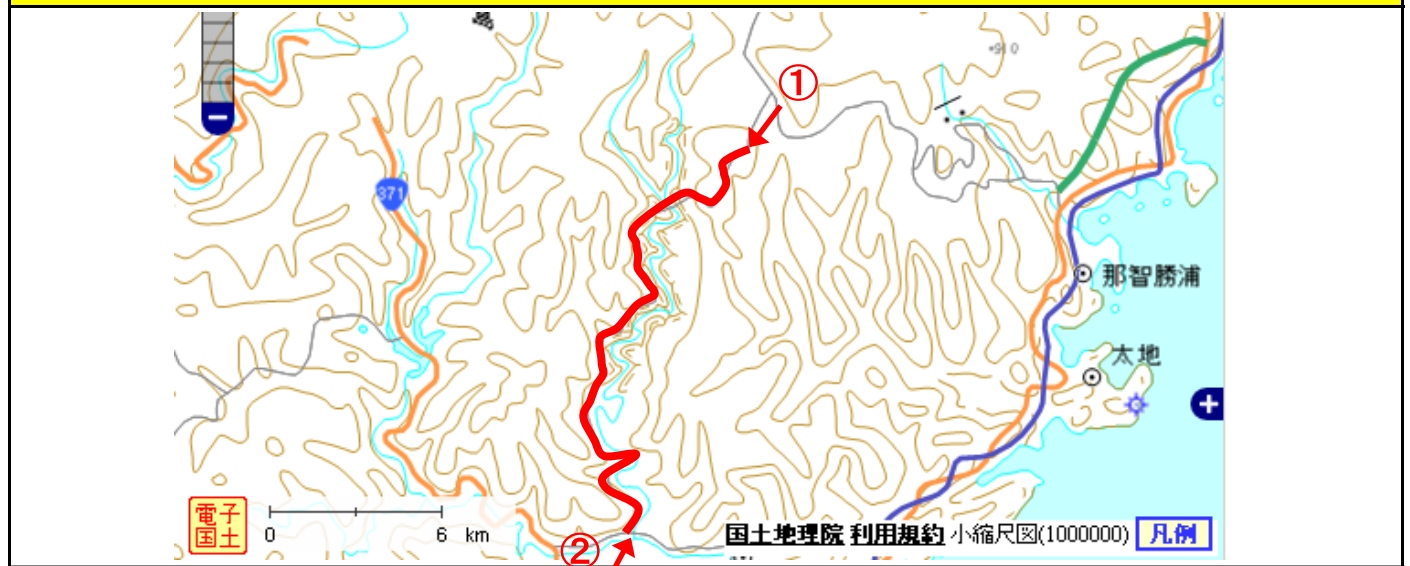 ①
910
371
那智勝浦
太地
電子
国土
0 6 km
②
国土地理院 利用規約 小縮尺図(1000000) 凡例